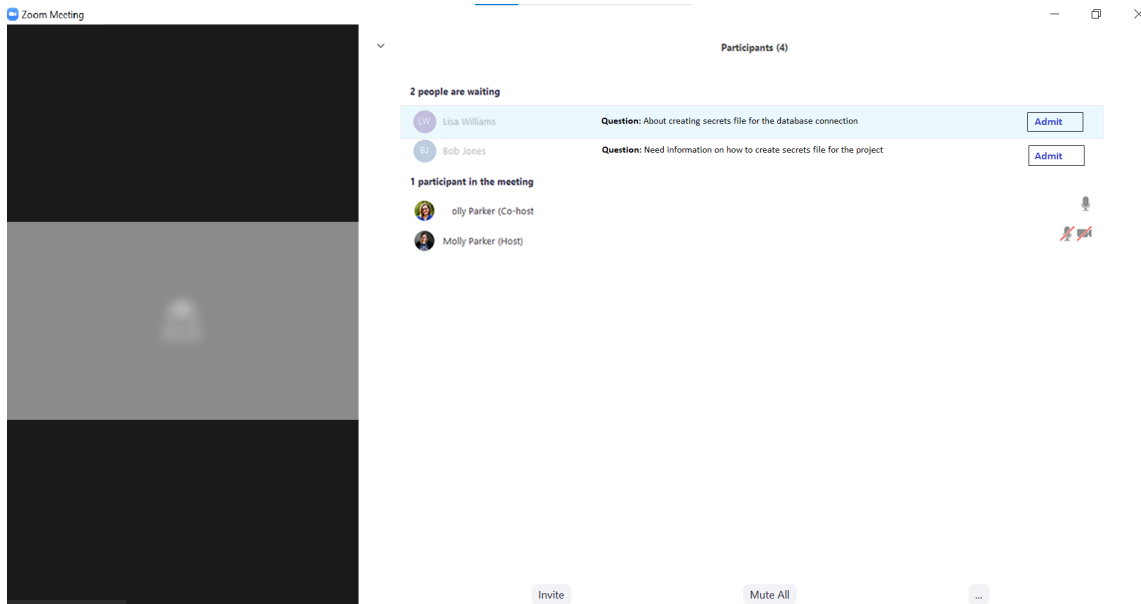 Zoom Meeting
Participants (4)
2 people are waiting
LW Lisa Williams Question: About creating secrets file for the database connection Admit
BJ Bob Jones Question: Need information on how to create secrets file for the project Admit
1 participant in the meeting
olly Parker (Co-host
Molly Parker (Host)
Invite Mute All ...